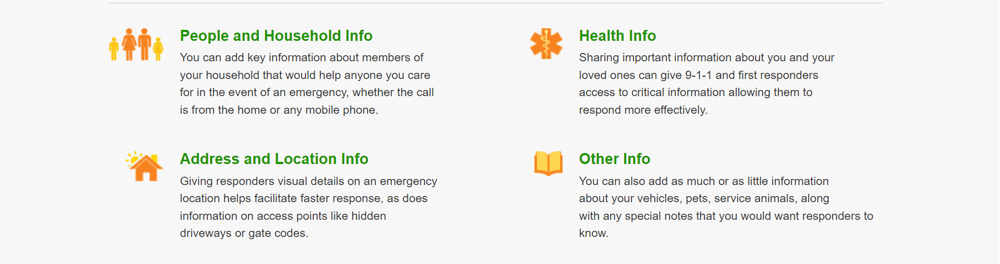 People and Household Info
You can add key information about members of
your household that would help anyone you care
for in the event of an emergency, whether the call
is from the home or any mobile phone.
Health Info
Sharing important information about you and your
loved ones can give 9-1-1 and first responders
access to critical information allowing them to
respond more effectively.
Address and Location Info
Giving responders visual details on an emergency
location helps facilitate faster response, as does
information on access points like hidden
driveways or gate codes.
Other Info
You can also add as much or as little information
about your vehicles, pets, service animals, along
with any special notes that you would want responders to
know.